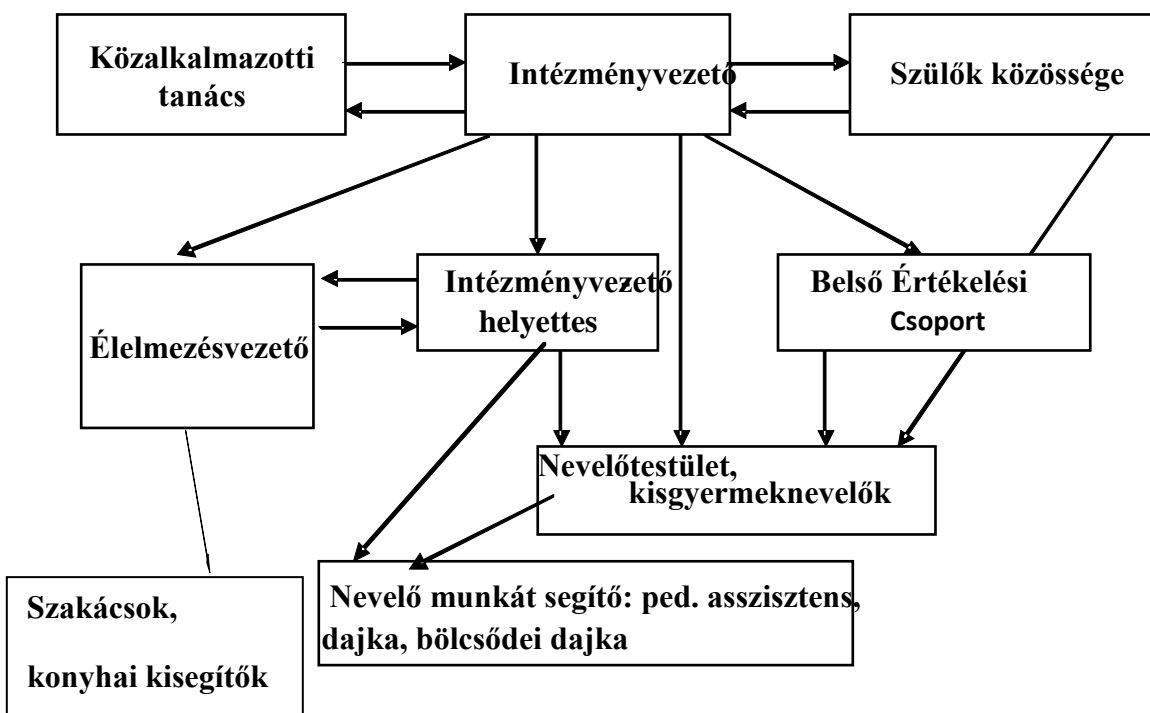 Közalkalmazotti
tanács
Intézményvezető
Szülők közössége
Élelmezésvezető
Intézményvezető
helyettes
Belső Értékelési
Csoport
Nevelőtestület,
kisgyermeknevelők
Szakácsok,
konyhai kisegítők
Nevelő munkát segítő: ped. asszisztens,
dajka, bölcsődei dajka